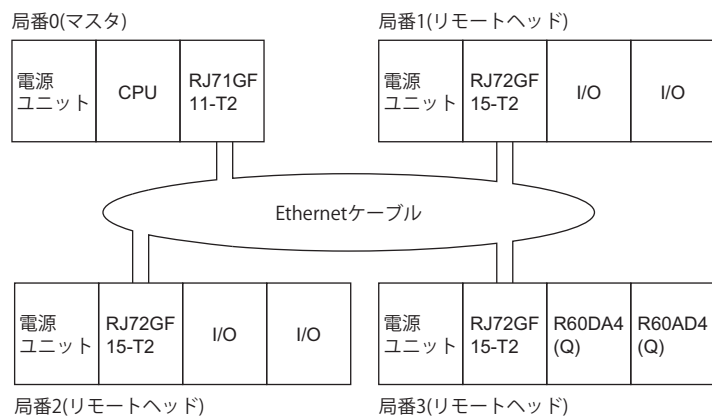 局番0(マスタ)
電源
ユニット
CPU
RJ71GF
11-T2
局番1(リモートヘッド)
電源
ユニット
RJ72GF
15-T2
I/O
I/O
Ethernetケーブル
電源
ユニット
RJ72GF
15-T2
I/O
I/O
局番2(リモートヘッド)
電源
ユニット
RJ72GF
15-T2
R60DA4
(Q)
R60AD4
(Q)
局番3(リモートヘッド)